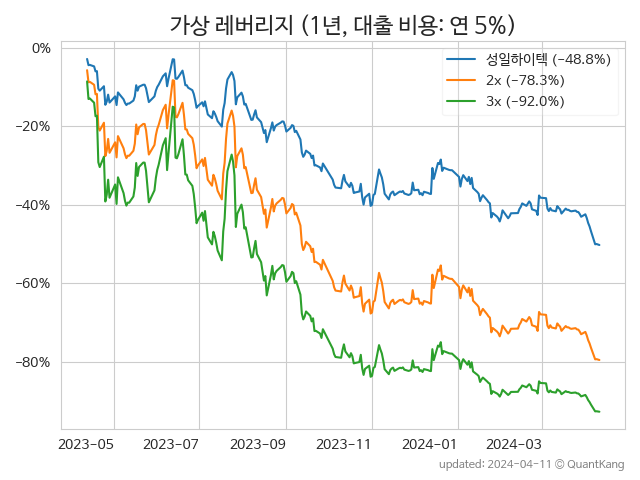 가상 레버리지 (1년, 대출 비용: 연 5%)
성일하이텍 (−48.8%)
2x (−78.3%)
3x (−92.0%)
0%
−20%
−40%
−60%
−80%
2023−05 2023−07 2023−09 2023−11 2024−01 2024−03
updated: 2024−04−11 © QuantKang